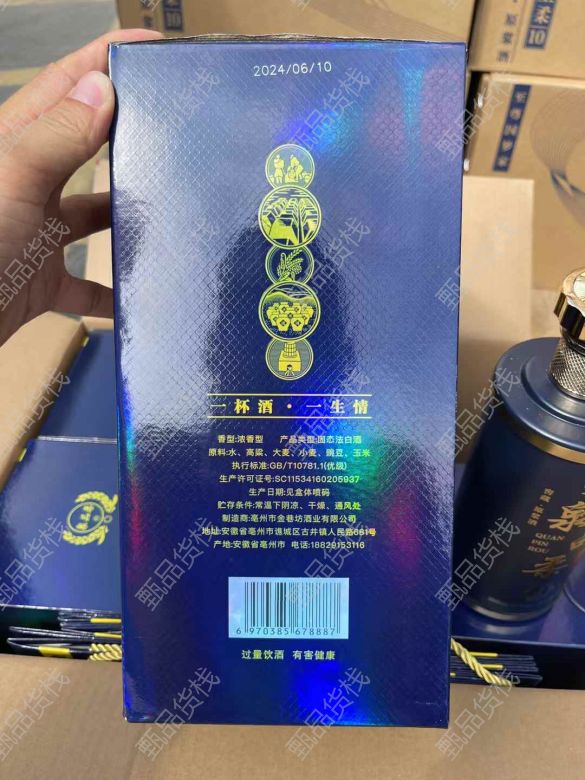 2024/06/10
一杯酒·一生情
香型:浓香型 产品类型:固态法白酒
原料:水、高粱、大麦、小麦、豌豆、玉米
执行标准:GB/T10781.1(优级)
生产许可证号:SC11534160205937
生产日期:见盒体喷码
贮存条件:常温下阴凉、干燥、通风处
制造商:亳州市金巷坊酒业有限公司
地址:安徽省亳州市谯城区古井镇人民路681号
产地:安徽省亳州市 电话:18829153116
6 970385 678887
过量饮酒 有害健康
QUAN
PIN
ROU
柔10
甄品货栈